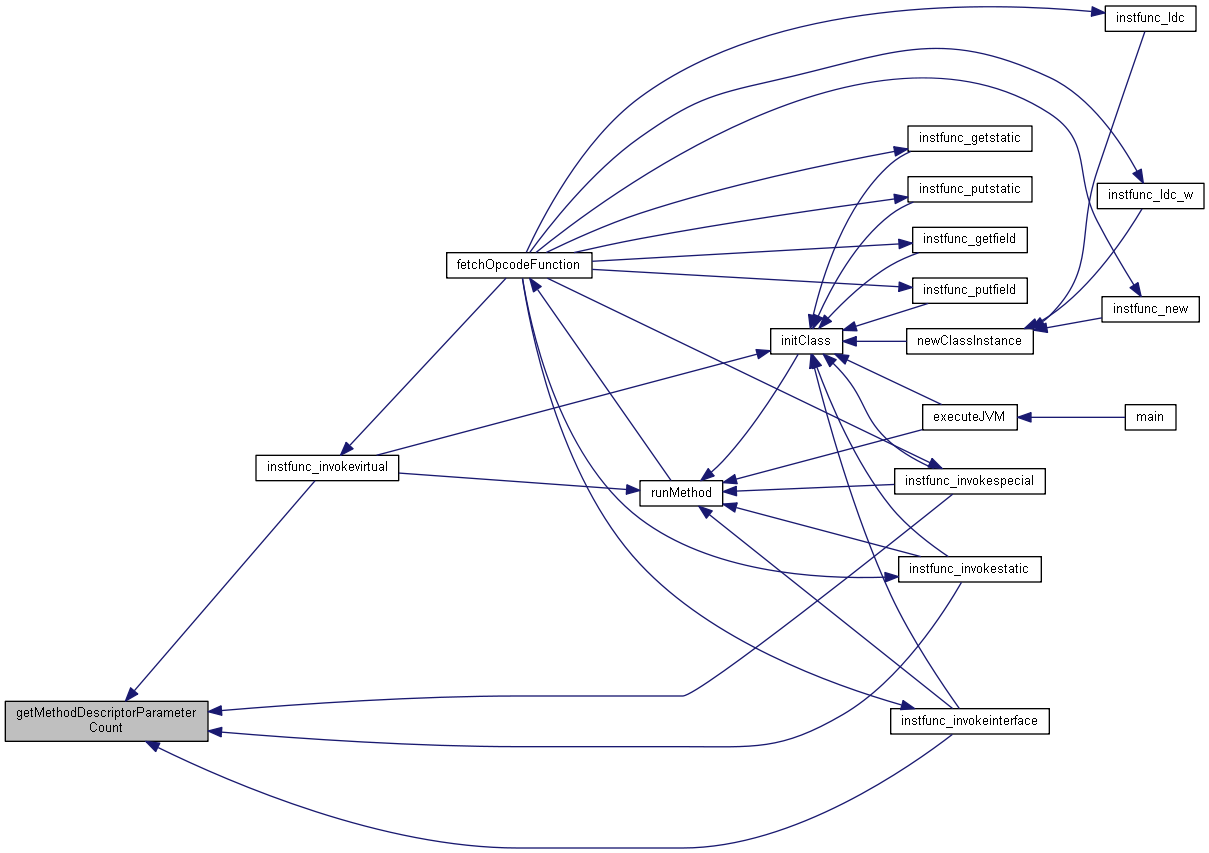 instfunc_ldc
instfunc_getstatic
instfunc_putstatic
instfunc_ldc_w
instfunc_getfield
fetchOpcodeFunction
instfunc_putfield
instfunc_new
initClass
newClassInstance
executeJVM
main
instfunc_invokevirtual
instfunc_invokespecial
runMethod
instfunc_invokestatic
getMethodDescriptorParameter
Count
instfunc_invokeinterface